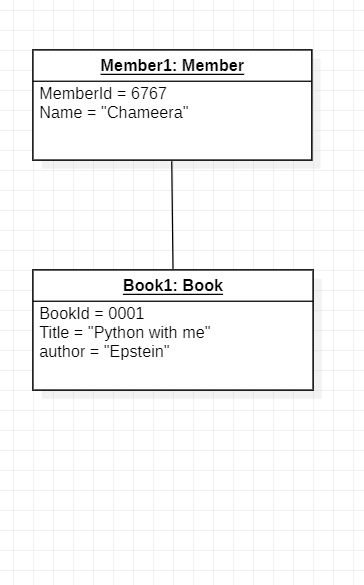 Member1: Member
MemberId = 6767
Name = "Chameera"
Book1: Book
BookId = 0001
Title = "Python with me"
author = "Epstein"